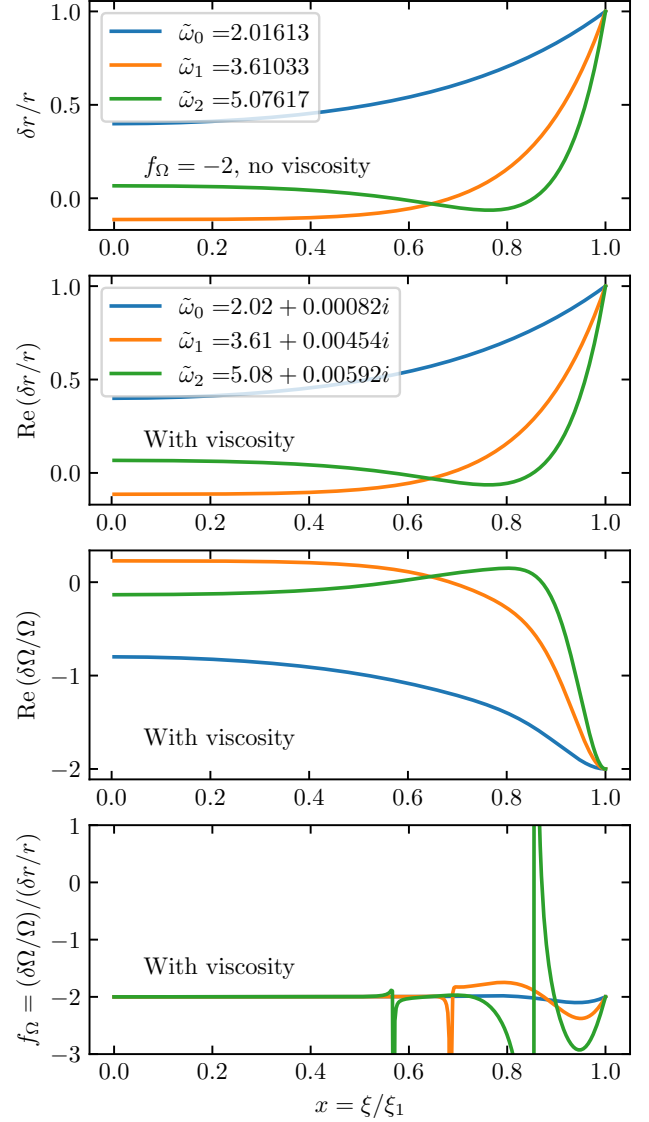 1.0
0.5
0.0
δr/r
ω̃₀ =2.01613
ω̃₁ =3.61033
ω̃₂ =5.07617
f_Ω = −2, no viscosity
0.0 0.2 0.4 0.6 0.8 1.0
1.0
0.5
0.0
Re (δr/r)
ω̃₀ =2.02 + 0.00082i
ω̃₁ =3.61 + 0.00454i
ω̃₂ =5.08 + 0.00592i
With viscosity
0.0 0.2 0.4 0.6 0.8 1.0
0
−1
−2
Re (δΩ/Ω)
With viscosity
0.0 0.2 0.4 0.6 0.8 1.0
1
0
−1
−2
−3
f_Ω = (δΩ/Ω)/(δr/r)
With viscosity
0.0 0.2 0.4 0.6 0.8 1.0
x = ξ/ξ₁